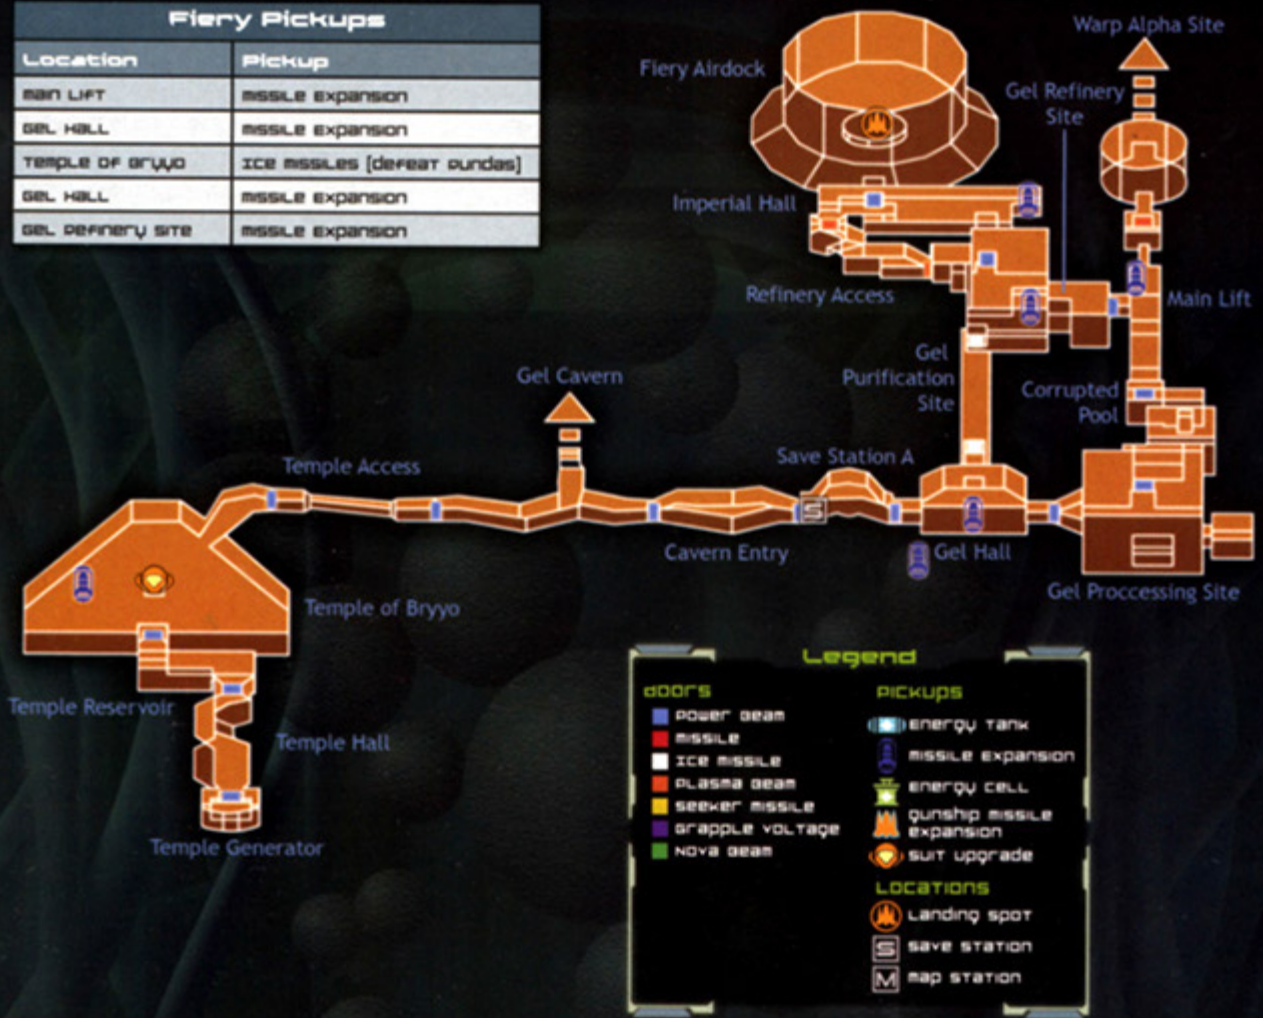 Fiery Pickups
Location Pickup
Main Lift Missile Expansion
Gel Hall Missile Expansion
Temple of Bryyo Ice Missiles [defeat Rundas]
Gel Hall Missile Expansion
Gel Refinery Site Missile Expansion
Warp Alpha Site
Fiery Airdock
Gel Refinery
Site
Imperial Hall
Refinery Access
Main Lift
Gel
Purification
Site
Corrupted
Pool
Gel Cavern
Save Station A
Temple Access
S
Cavern Entry
Gel Hall
Gel Proccessing Site
Temple of Bryyo
Temple Reservoir
Temple Hall
Temple Generator
Legend
Doors
Power Beam
Missile
Ice Missile
Plasma Beam
Seeker Missile
Grapple Voltage
Nova Beam
Pickups
Energy Tank
Missile Expansion
Energy Cell
Gunship Missile
Expansion
Suit Upgrade
Locations
Landing Spot
S Save Station
M Map Station